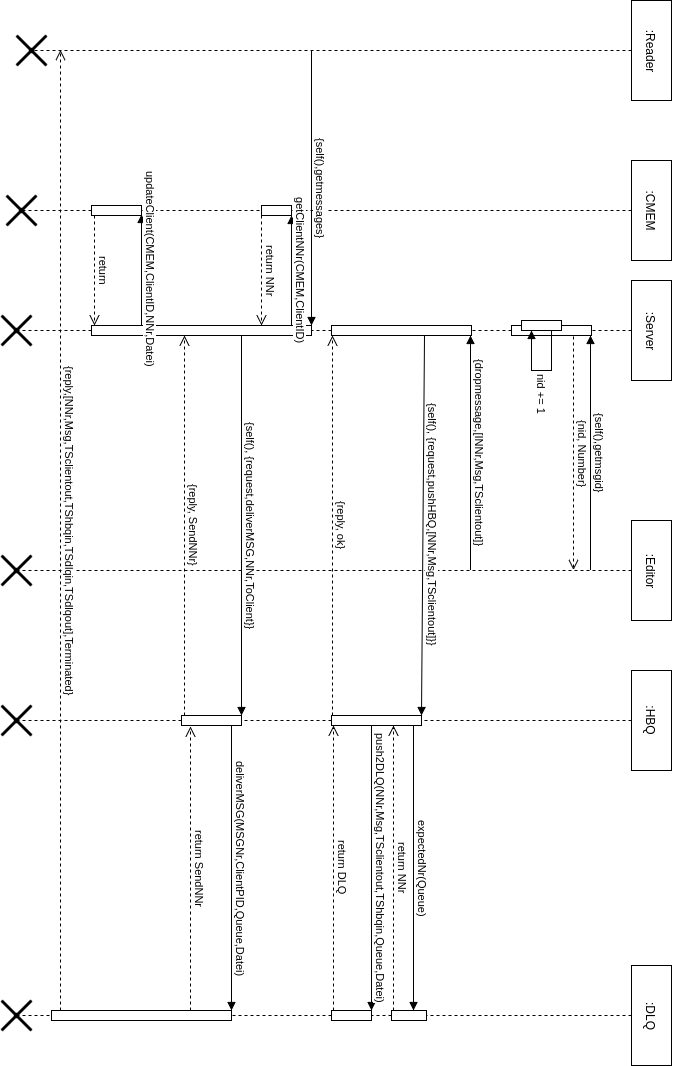 :Reader
:CMEM
:Server
:Editor
:HBQ
:DLQ
{self(),getmsgid}
{nid, Number}
nid += 1
{dropmessage,[INNr,Msg,TSclientout]}
{self(), {request,pushHBQ,[NNr,Msg,TSclientout]}}
expectedNr(Queue)
return NNr
push2DLQ(NNr,Msg,TSclientout,TShbqin,Queue,Datei)
return DLQ
{reply, ok}
{self(),getmessages}
getClientNNr(CMEM,ClientID)
return NNr
{self(), {request,deliverMSG,NNr,ToClient}}
deliverMSG(MSGNr,ClientPID,Queue,Datei)
return SendNNr
{reply, SendNNr}
updateClient(CMEM,ClientID,NNr,Datei)
return
{reply,[NNr,Msg,TSclientout,TShbqin,TSdlqin,TSdlqout],Terminated}